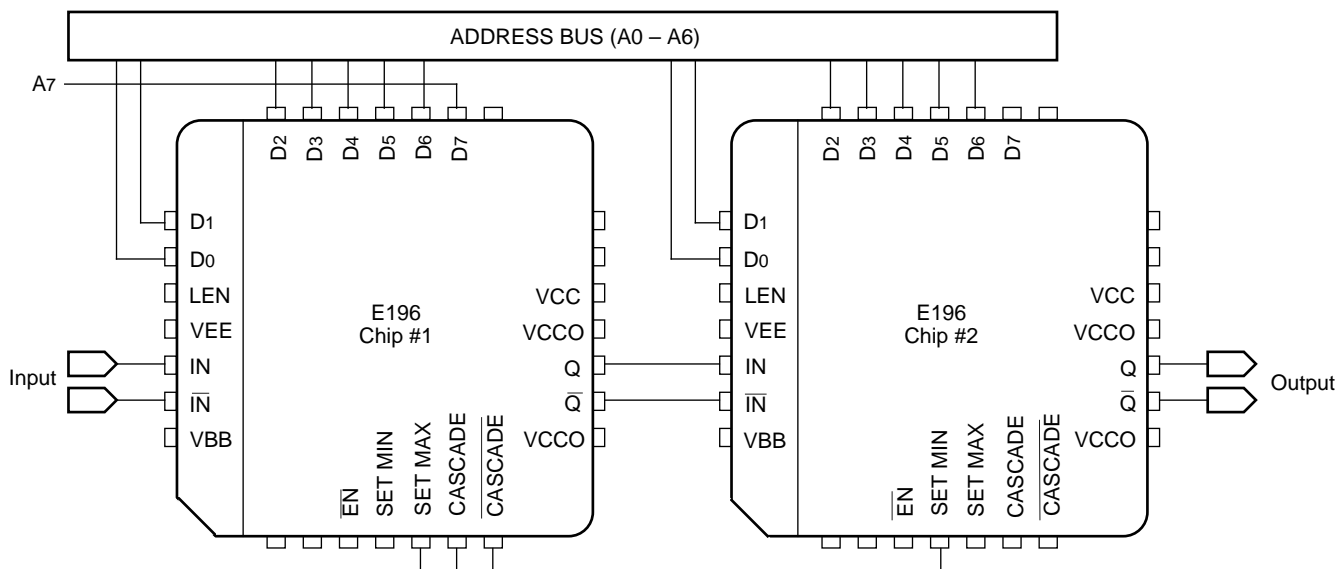 ADDRESS BUS (A0 – A6)
A7
D2 D3 D4 D5 D6 D7
D1
D0
LEN
VEE
IN
IN
VBB
E196
Chip #1
VCC
VCCO
Q
Q
VCCO
EN
SET MIN
SET MAX
CASCADE
CASCADE
Input
D2 D3 D4 D5 D6 D7
D1
D0
LEN
VEE
IN
IN
VBB
E196
Chip #2
VCC
VCCO
Q
Q
VCCO
EN
SET MIN
SET MAX
CASCADE
CASCADE
Output